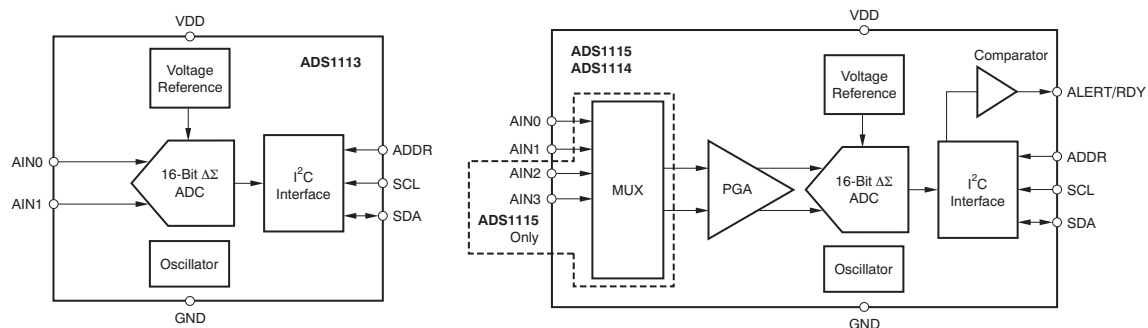 VDD
ADS1113
Voltage
Reference
AIN0
AIN1
16-Bit ΔΣ
ADC
I²C
Interface
ADDR
SCL
SDA
Oscillator
GND
VDD
ADS1115
ADS1114
Comparator
Voltage
Reference
ALERT/RDY
AIN0
AIN1
AIN2
AIN3
MUX
PGA
16-Bit ΔΣ
ADC
I²C
Interface
ADDR
SCL
SDA
ADS1115
Only
Oscillator
GND